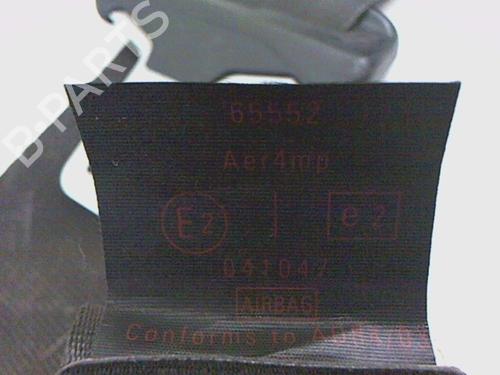 B-PARTS
65552
Aer4mp
E2 e2
041047
AIRBAG
Conforms to